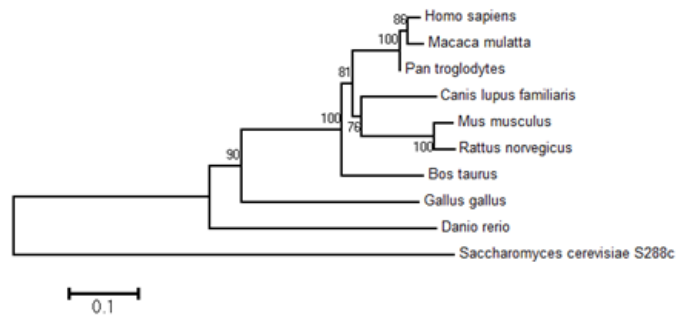 86 Homo sapiens
Macaca mulatta
100
Pan troglodytes
81
Canis lupus familiaris
100
76
Mus musculus
100 Rattus norvegicus
90
Bos taurus
Gallus gallus
Danio rerio
Saccharomyces cerevisiae S288c
0.1